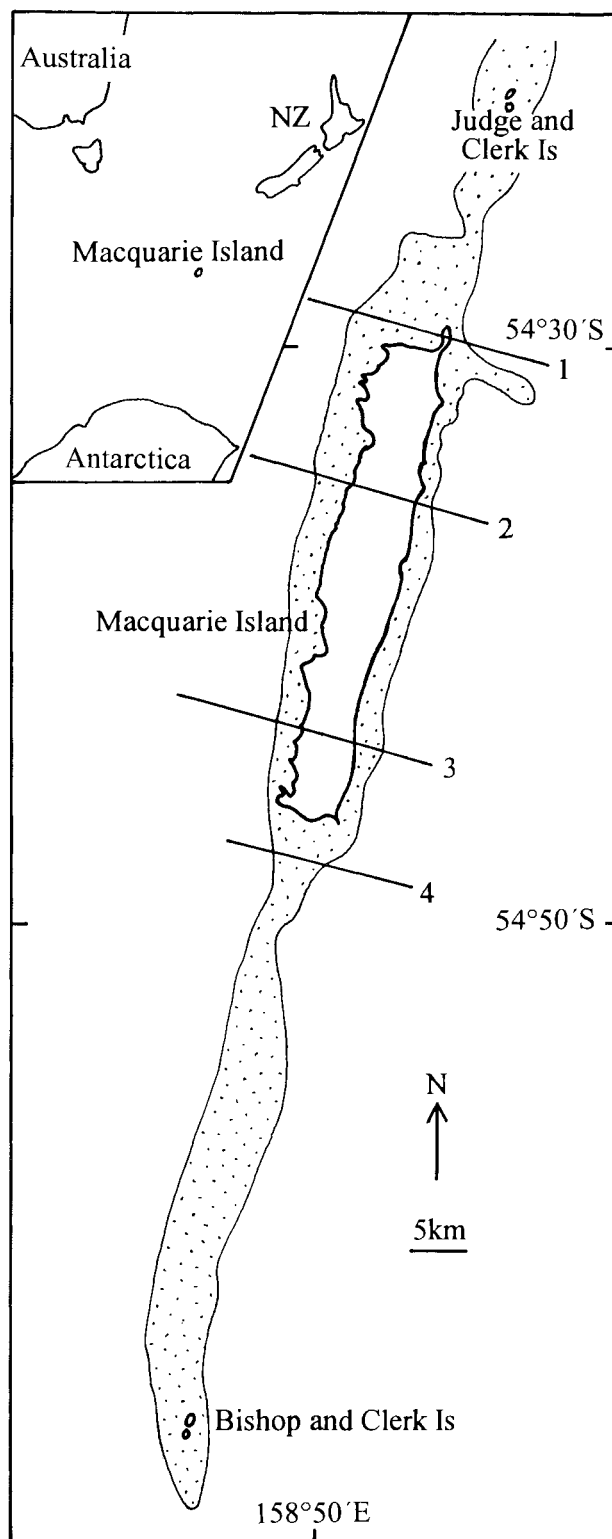 Australia
NZ
Macquarie Island
Antarctica
Judge and
Clerk Is
54°30´S
1
2
Macquarie Island
3
4
54°50´S
N
5km
Bishop and Clerk Is
158°50´E